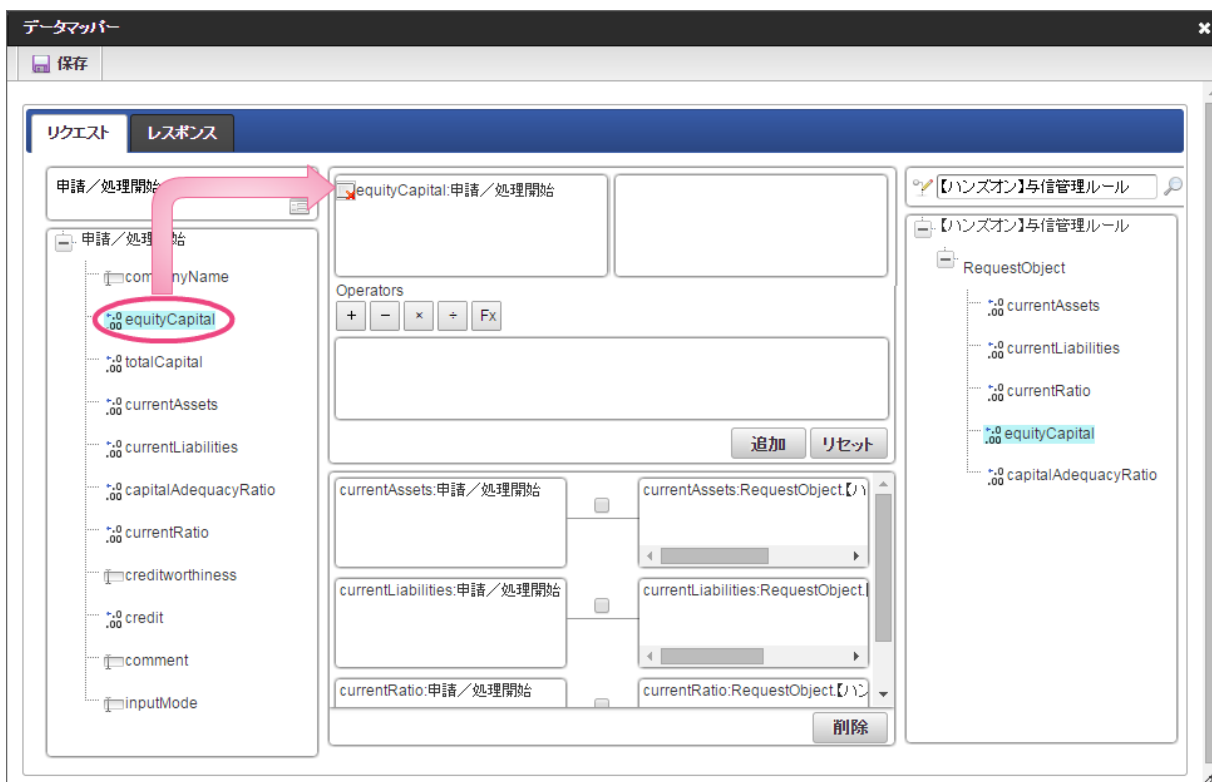 データマッパー
保存
リクエスト
レスポンス
申請／処理開始
申請／処理開始
companyName
equityCapital
totalCapital
currentAssets
currentLiabilities
capitalAdequacyRatio
currentRatio
creditworthiness
credit
comment
inputMode
equityCapital:申請／処理開始
Operators
+ − × ÷ Fx
追加
リセット
currentAssets:申請／処理開始
currentAssets:RequestObject.【ハ
currentLiabilities:申請／処理開始
currentLiabilities:RequestObject.
currentRatio:申請／処理開始
currentRatio:RequestObject.【ハン
削除
【ハンズオン】与信管理ルール
【ハンズオン】与信管理ルール
RequestObject
currentAssets
currentLiabilities
currentRatio
equityCapital
capitalAdequacyRatio